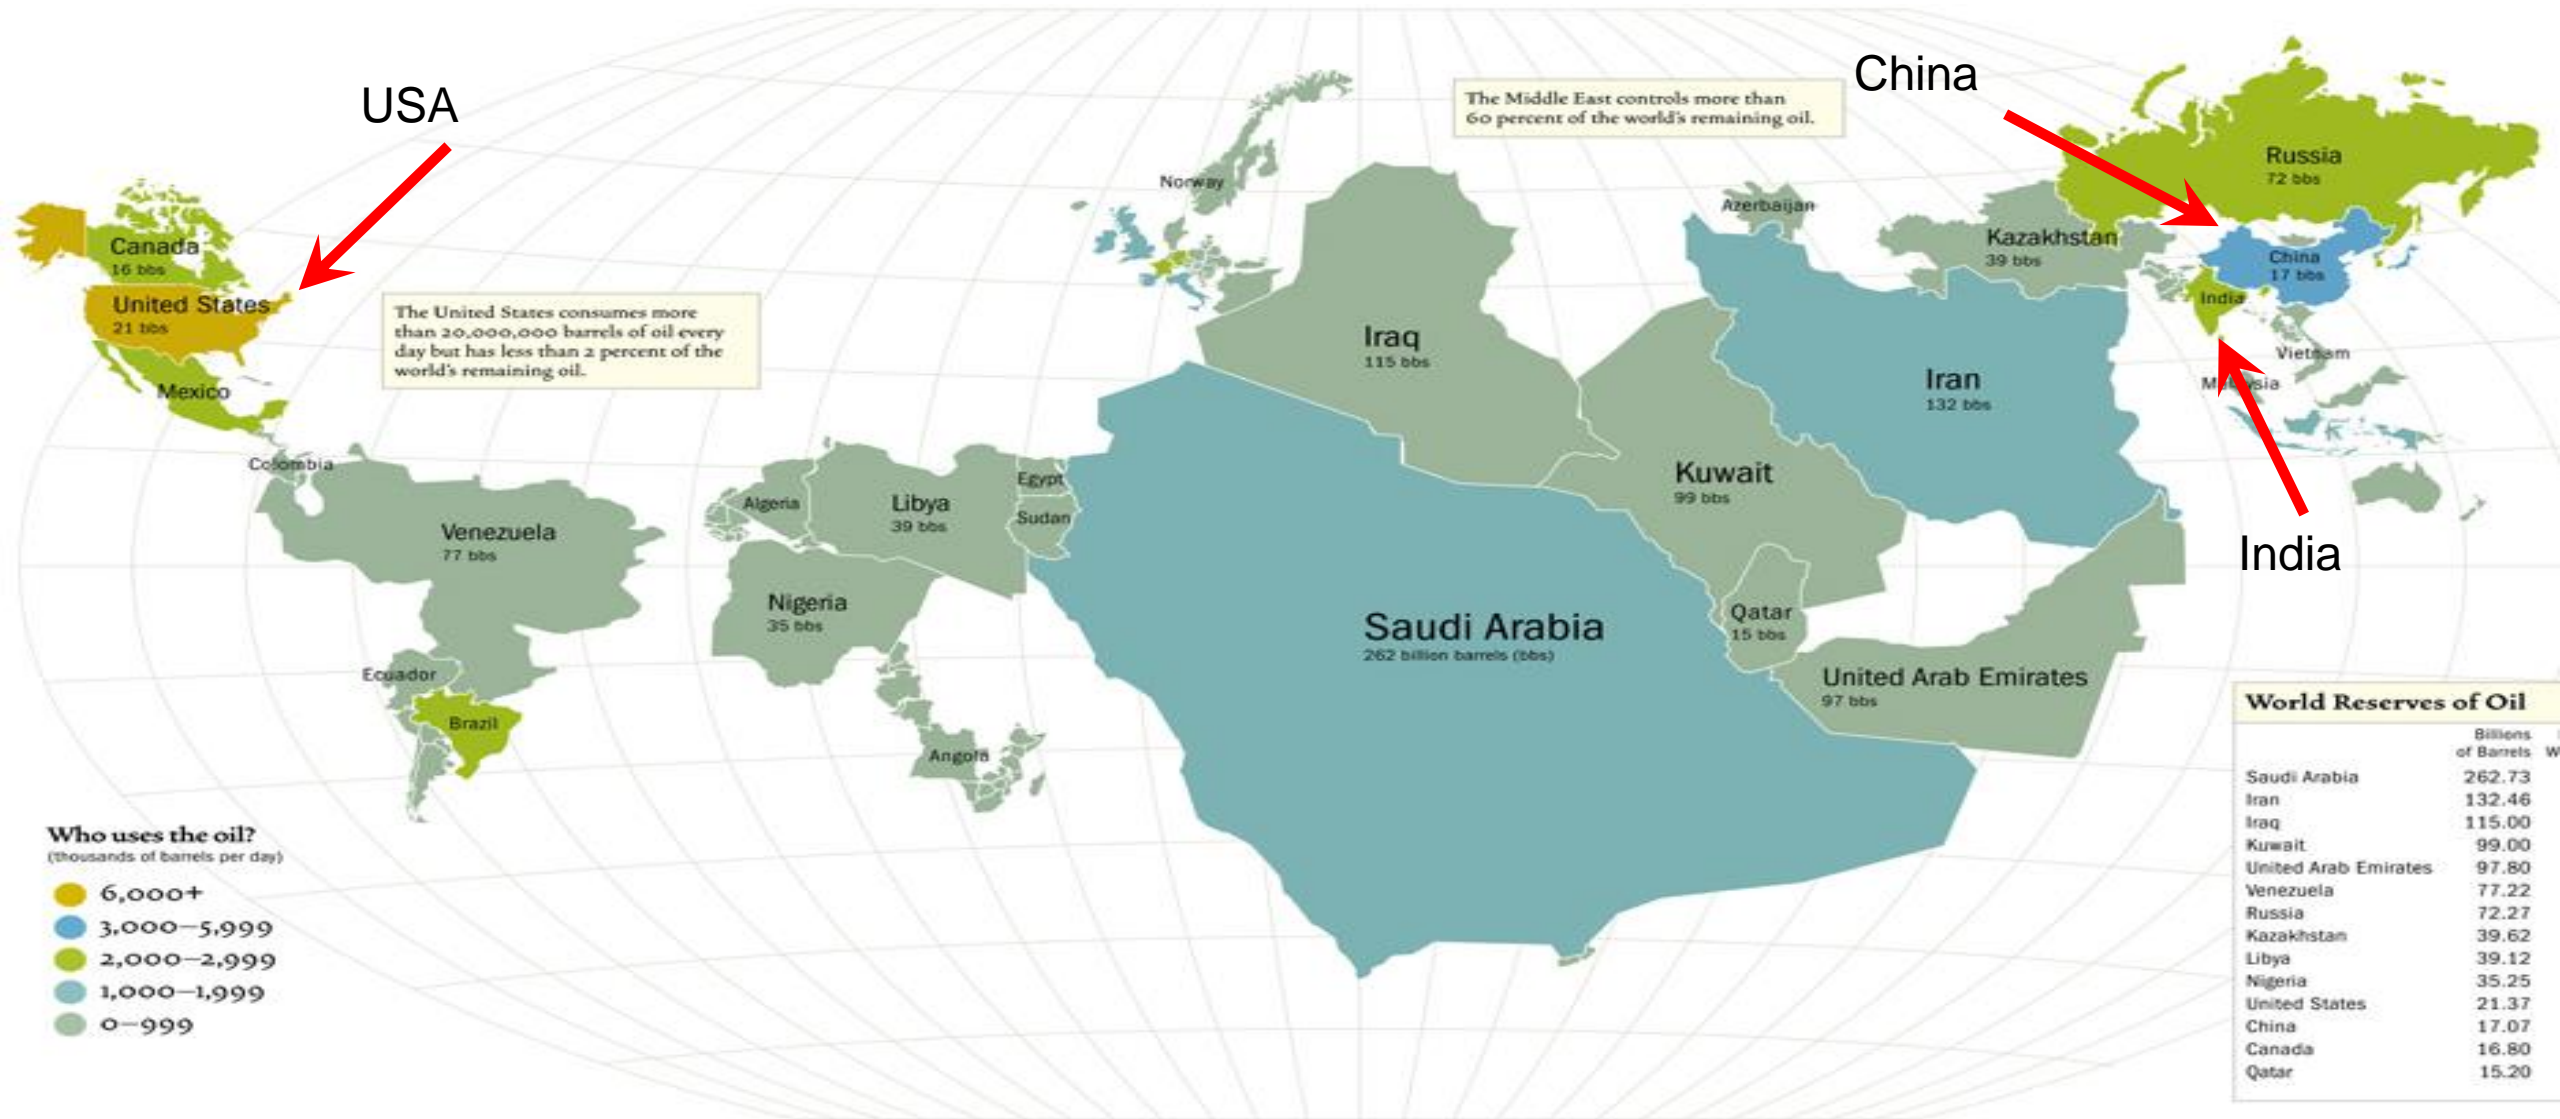 USA
China
India
The Middle East controls more than
60 percent of the world's remaining oil.
The United States consumes more
than 20,000,000 barrels of oil every
day but has less than 2 percent of the
world's remaining oil.
Canada
16 bbs
United States
21 bbs
Mexico
Colombia
Venezuela
77 bbs
Ecuador
Brazil
Norway
Algeria
Libya
39 bbs
Egypt
Sudan
Nigeria
35 bbs
Angola
Iraq
115 bbs
Kuwait
99 bbs
Saudi Arabia
262 billion barrels (bbs)
Qatar
15 bbs
United Arab Emirates
97 bbs
Iran
132 bbs
Azerbaijan
Kazakhstan
39 bbs
Russia
72 bbs
China
17 bbs
India
Vietnam
Who uses the oil?
(thousands of barrels per day)
6,000+
3,000–5,999
2,000–2,999
1,000–1,999
0–999
World Reserves of Oil
Billions
of Barrels
Saudi Arabia 262.73
Iran 132.46
Iraq 115.00
Kuwait 99.00
United Arab Emirates 97.80
Venezuela 77.22
Russia 72.27
Kazakhstan 39.62
Libya 39.12
Nigeria 35.25
United States 21.37
China 17.07
Canada 16.80
Qatar 15.20